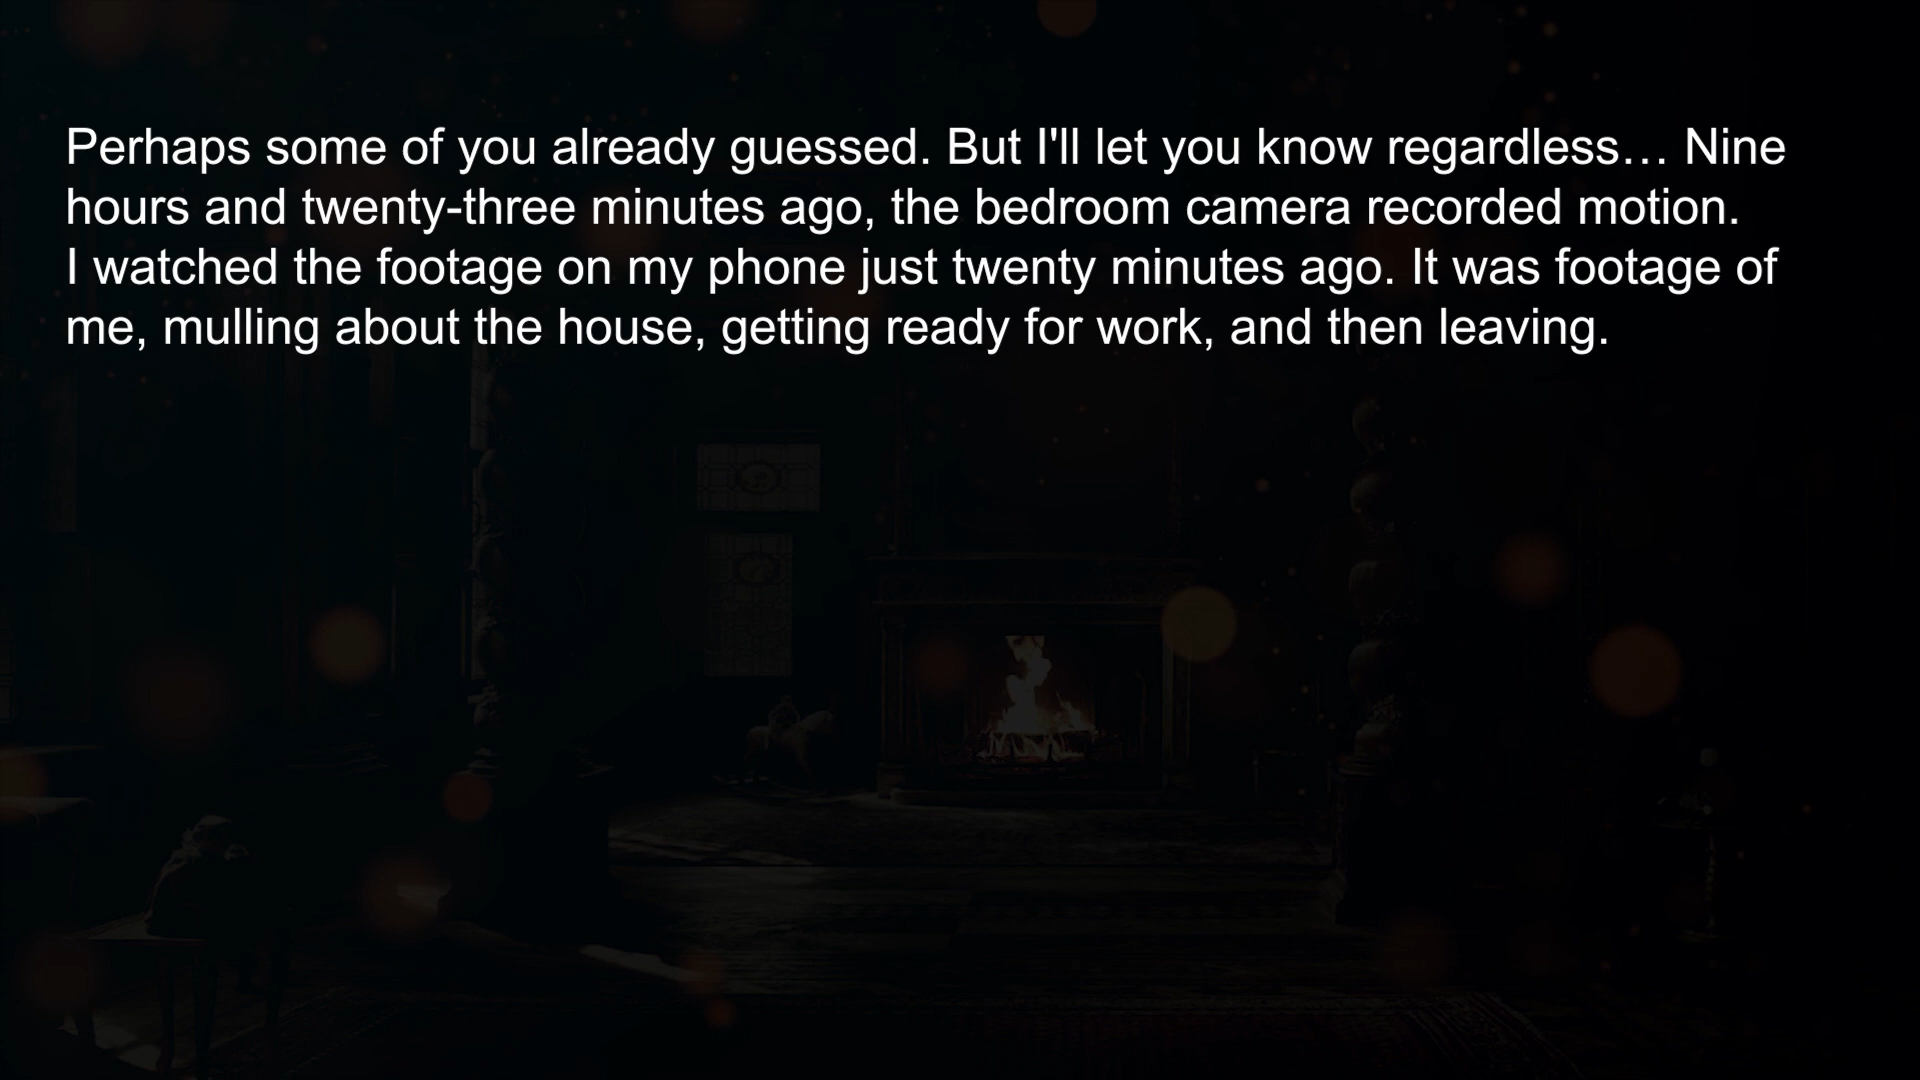 Perhaps some of you already guessed. But I'll let you know regardless… Nine
hours and twenty-three minutes ago, the bedroom camera recorded motion.
I watched the footage on my phone just twenty minutes ago. It was footage of
me, mulling about the house, getting ready for work, and then leaving.